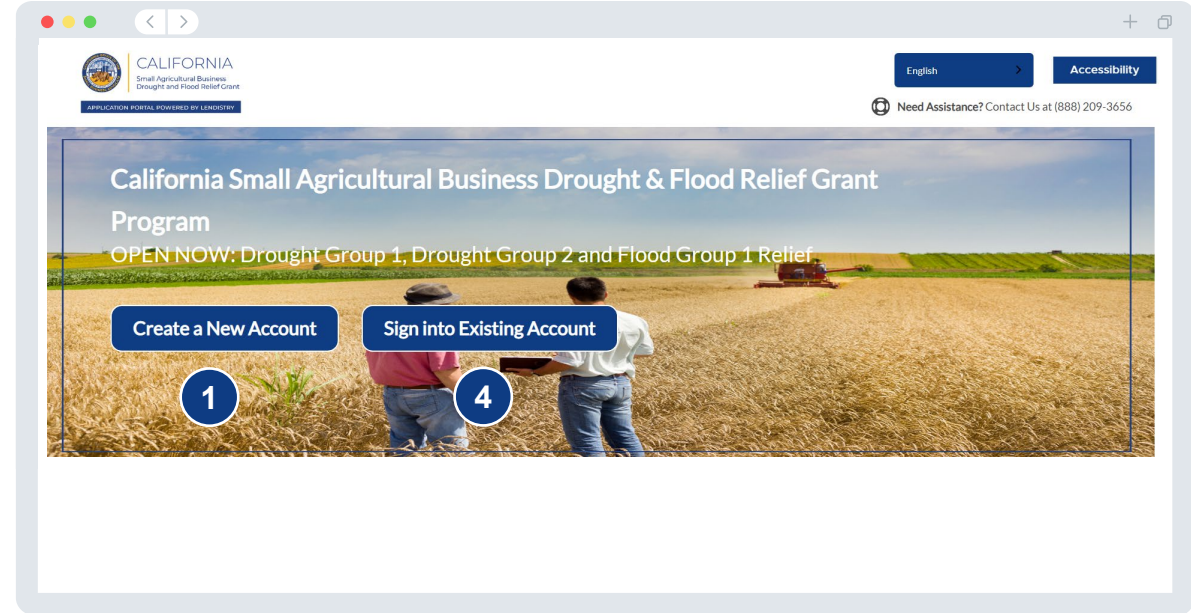 CALIFORNIA
Small Agricultural Business
Drought and Flood Relief Grant
APPLICATION PORTAL POWERED BY LENDISTRY
English
Accessibility
Need Assistance? Contact Us at (888) 209-3656
California Small Agricultural Business Drought & Flood Relief Grant
Program
OPEN NOW: Drought Group 1, Drought Group 2 and Flood Group 1 Relief
Create a New Account
Sign into Existing Account
1
4